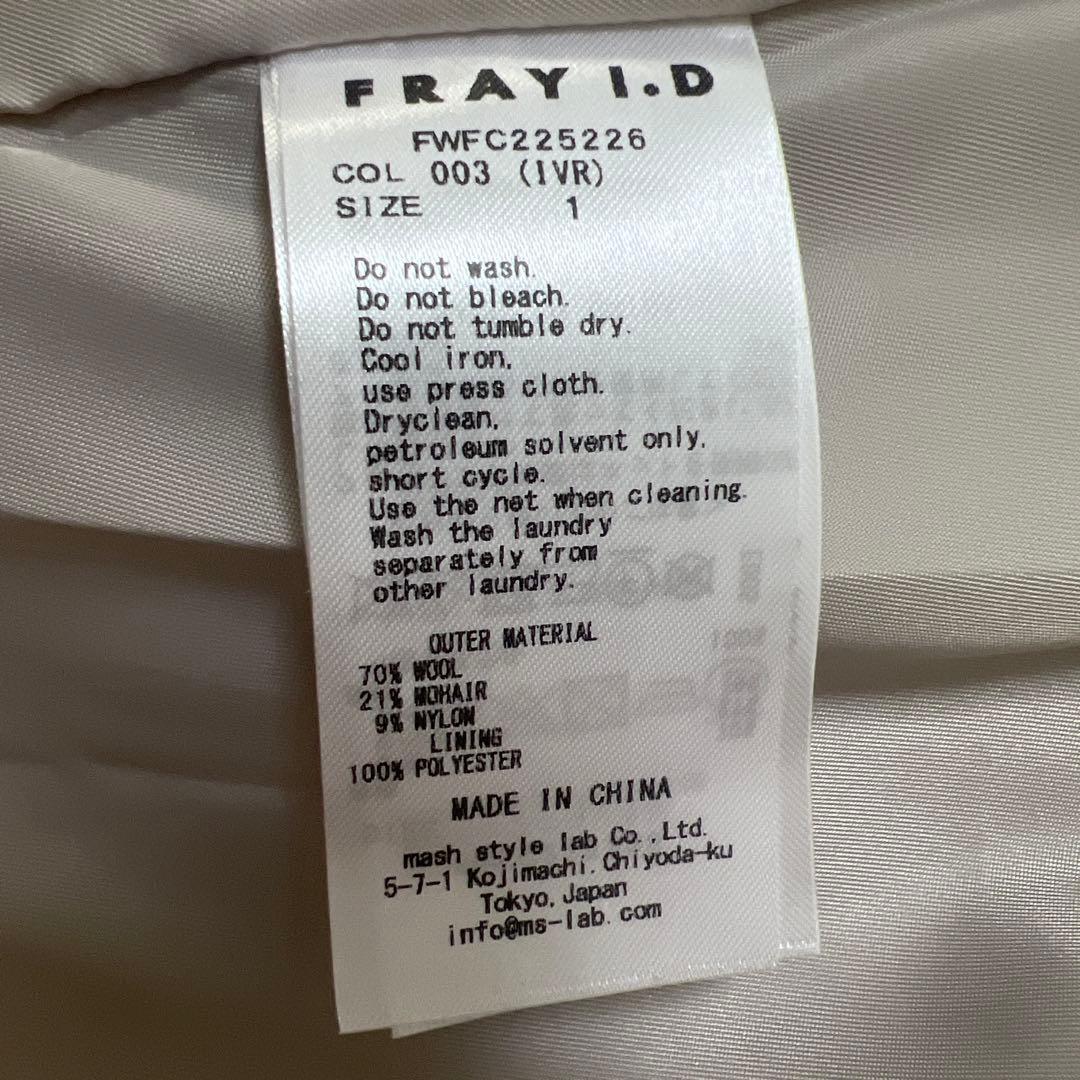 FRAY I.D
FWFC225226
COL 003 (IVR)
SIZE 1
Do not wash.
Do not bleach.
Do not tumble dry.
Cool iron,
use press cloth.
Dryclean,
petroleum solvent only.
short cycle.
Use the net when cleaning.
Wash the laundry
separately from
other laundry.
OUTER MATERIAL
70% WOOL
21% MOHAIR
9% NYLON
LINING
100% POLYESTER
MADE IN CHINA
mash style lab Co.,Ltd.
5-7-1 Kojimachi.Chiyoda-ku
Tokyo,Japan
info@ms-lab.com